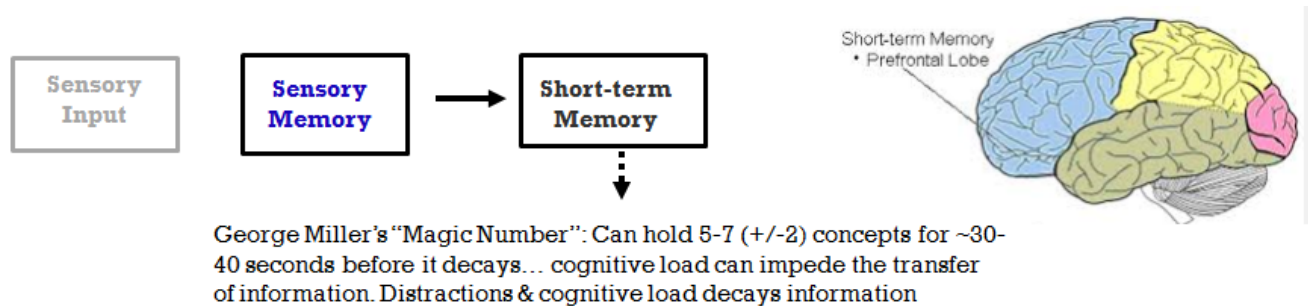 Sensory
Input
Sensory
Memory
Short-term
Memory
Short-term Memory
• Prefrontal Lobe
George Miller's "Magic Number": Can hold 5-7 (+/-2) concepts for ~30-
40 seconds before it decays... cognitive load can impede the transfer
of information. Distractions & cognitive load decays information